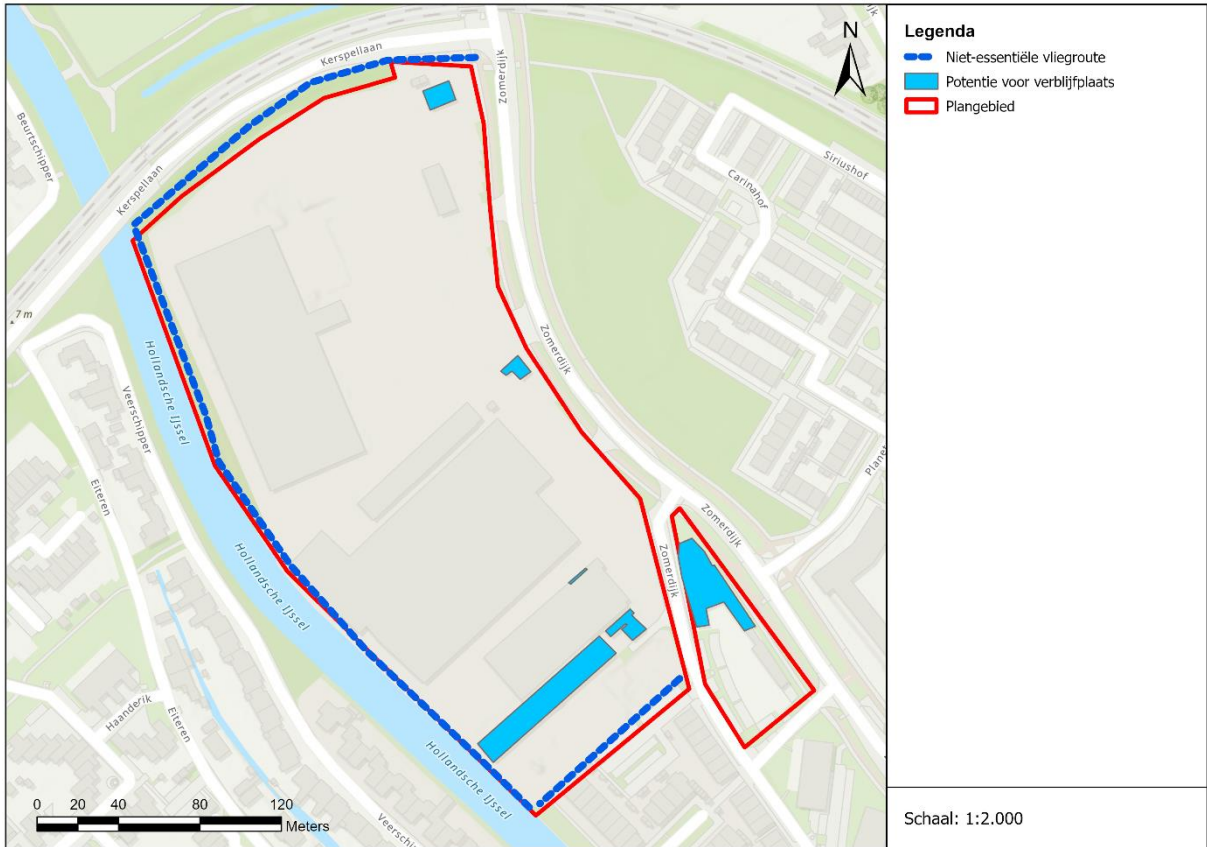 Kerspellaan
Zomerdijk
Beurtschipper
Kerspellaan
7 m
Carinahof
Siriushof
Hollandsche IJssel
Veerschipper
Eiteren
Zomerdijk
Planet
Zomerdijk
Zomerdijk
Hollandsche IJssel
Haanderik
Eiteren
Hollandsche IJssel
Veerschip
0 20 40 80 120
Meters
N
Legenda
Niet-essentiële vliegroute
Potentie voor verblijfplaats
Plangebied
Schaal: 1:2.000